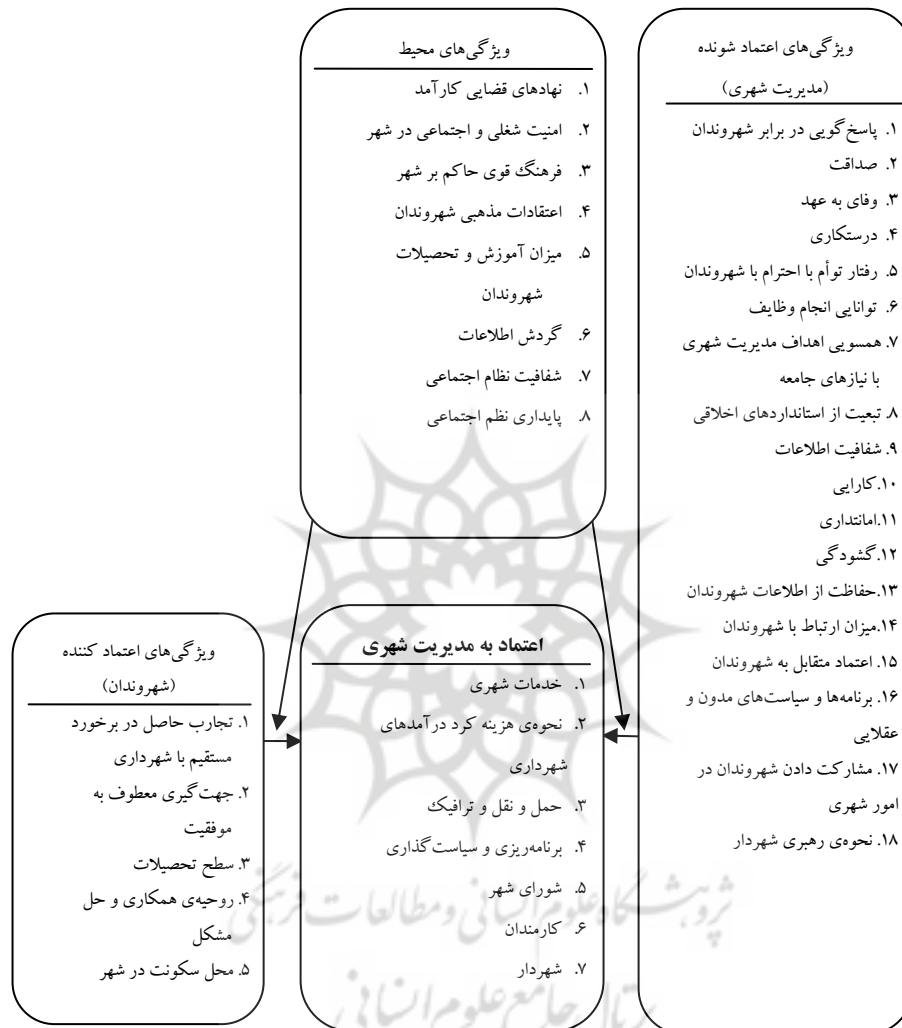 ویژگی‌های اعتماد شونده
(مدیریت شهری)
۱. پاسخ‌گویی در برابر شهروندان
۲. صداقت
۳. وفای به عهد
۴. درستکاری
۵. رفتار توأم با احترام با شهروندان
۶. توانایی انجام وظایف
۷. همسویی اهداف مدیریت شهری
با نیازهای جامعه
۸. تبعیت از استانداردهای اخلاقی
۹. شفافیت اطلاعات
۱۰.کارایی
۱۱.امانتداری
۱۲.گشودگی
۱۳.حفاظت از اطلاعات شهروندان
۱۴.میزان ارتباط با شهروندان
۱۵. اعتماد متقابل به شهروندان
۱۶. برنامه‌ها و سیاست‌های مدون و
عقلایی
۱۷. مشارکت دادن شهروندان در
امور شهری
۱۸. نحوه‌ی رهبری شهردار
ویژگی‌های محیط
۱. نهادهای قضایی کارآمد
۲. امنیت شغلی و اجتماعی در شهر
۳. فرهنگ قوی حاکم بر شهر
۴. اعتقادات مذهبی شهروندان
۵. میزان آموزش و تحصیلات
شهروندان
۶. گردش اطلاعات
۷. شفافیت نظام اجتماعی
۸. پایداری نظم اجتماعی
اعتماد به مدیریت شهری
۱. خدمات شهری
۲. نحوه‌ی هزینه کرد درآمدهای
شهرداری
۳. حمل و نقل و ترافیک
۴. برنامه‌ریزی و سیاست‌گذاری
۵. شورای شهر
۶. کارمندان
۷. شهردار
ویژگی‌های اعتماد کننده
(شهروندان)
۱. تجارب حاصل در برخورد
مستقیم با شهرداری
۲. جهت‌گیری معطوف به
موفقیت
۳. سطح تحصیلات
۴. روحیه‌ی همکاری و حل
مشکل
۵. محل سکونت در شهر
پژوهشگاه علوم انسانی و مطالعات فرهنگی
پرتال جامع علوم انسانی